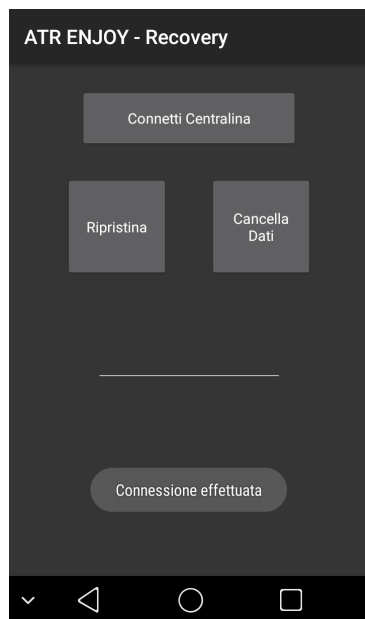 ATR ENJOY - Recovery
Connetti Centralina
Ripristina
Cancella
Dati
Connessione effettuata